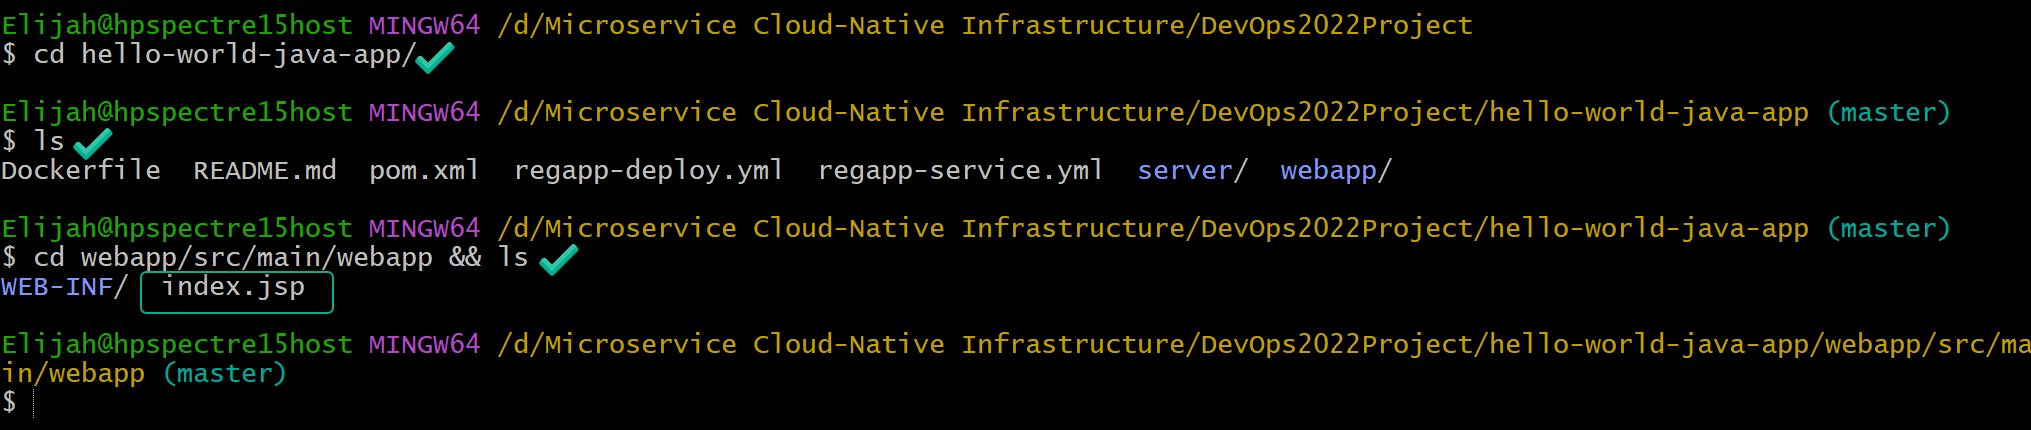 Elijah@hpspectre15host MINGW64 /d/Microservice Cloud-Native Infrastructure/DevOps2022Project
$ cd hello-world-java-app/
Elijah@hpspectre15host MINGW64 /d/Microservice Cloud-Native Infrastructure/DevOps2022Project/hello-world-java-app (master)
$ ls
Dockerfile  README.md  pom.xml  regapp-deploy.yml  regapp-service.yml  server/  webapp/
Elijah@hpspectre15host MINGW64 /d/Microservice Cloud-Native Infrastructure/DevOps2022Project/hello-world-java-app (master)
$ cd webapp/src/main/webapp && ls
WEB-INF/  index.jsp
Elijah@hpspectre15host MINGW64 /d/Microservice Cloud-Native Infrastructure/DevOps2022Project/hello-world-java-app/webapp/src/ma
in/webapp (master)
$